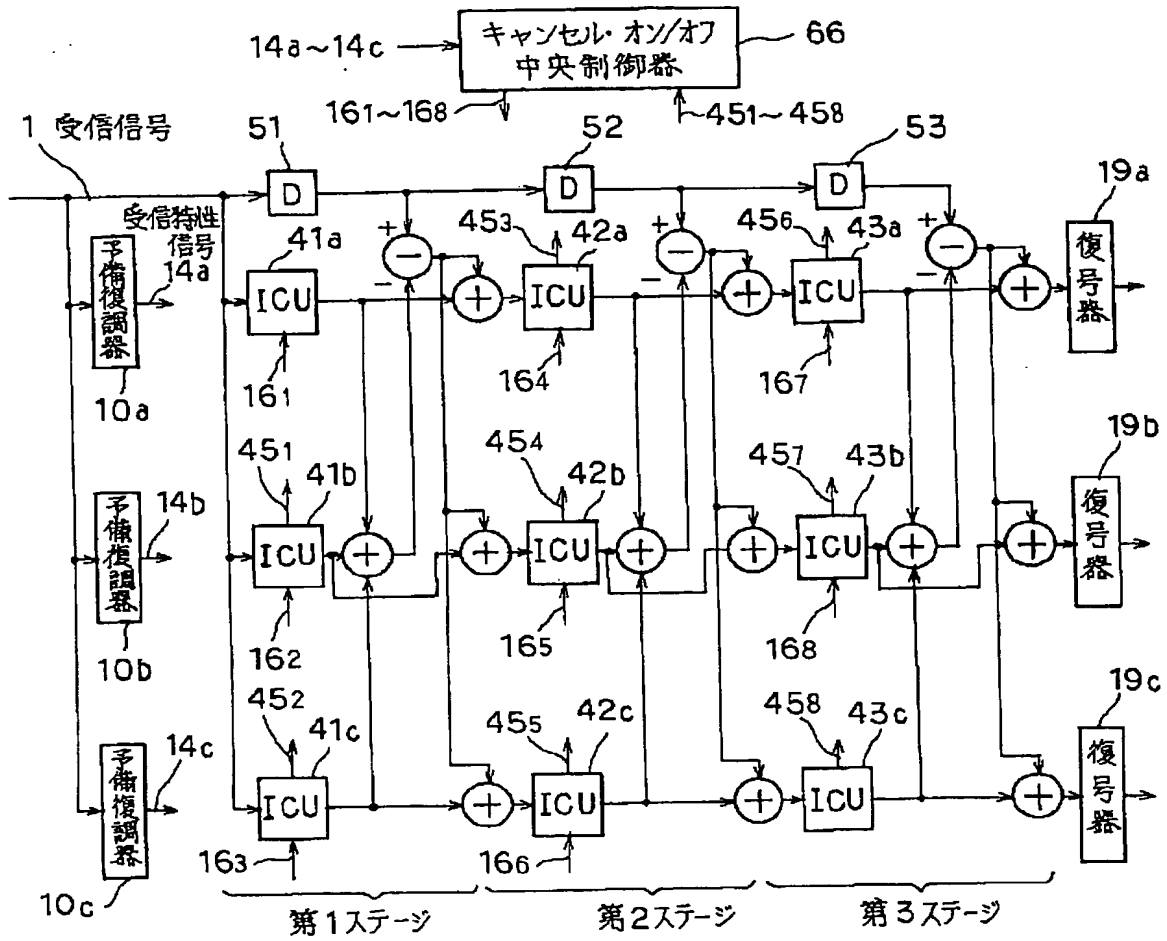 キャンセル・オン/オフ
中央制御器
66
14a~14c
161~168
451~458
1 受信信号
51
52
53
D
D
D
19a
受信特性
信号
14a
41a
453
42a
456
43a
+
-
+
-
+
-
予備復調器
ICU
+
ICU
+
ICU
+
復号器
10a
161
164
167
451
41b
454
42b
457
43b
19b
14b
予備復調器
ICU
+
+
ICU
+
+
ICU
+
+
復号器
10b
162
165
168
452
41c
455
42c
458
43c
19c
14c
予備復調器
ICU
+
ICU
+
ICU
+
復号器
10c
163
166
第1ステージ
第2ステージ
第3ステージ